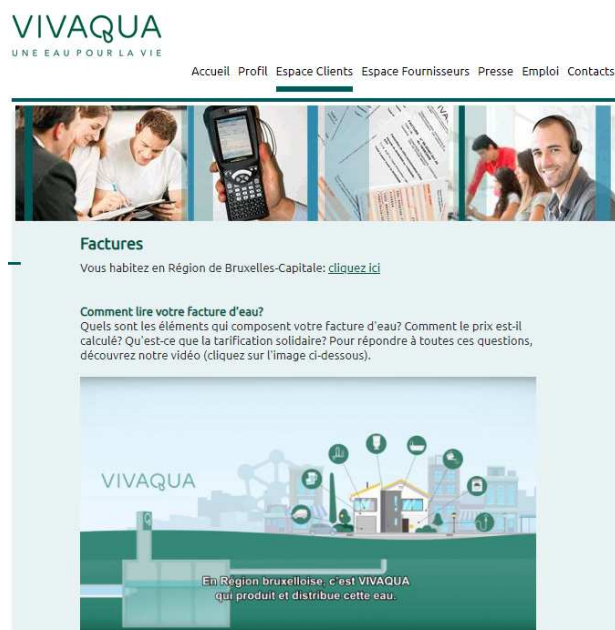 VIVAQUA
UNE EAU POUR LA VIE
Accueil Profil Espace Clients Espace Fournisseurs Presse Emploi Contacts
Factures
Vous habitez en Région de Bruxelles-Capitale: cliquez ici
Comment lire votre facture d'eau?
Quels sont les éléments qui composent votre facture d'eau? Comment le prix est-il
calculé? Qu'est-ce que la tarification solidaire? Pour répondre à toutes ces questions,
découvrez notre vidéo (cliquez sur l'image ci-dessous).
VIVAQUA
En Région bruxelloise, c'est VIVAQUA
qui produit et distribue cette eau.